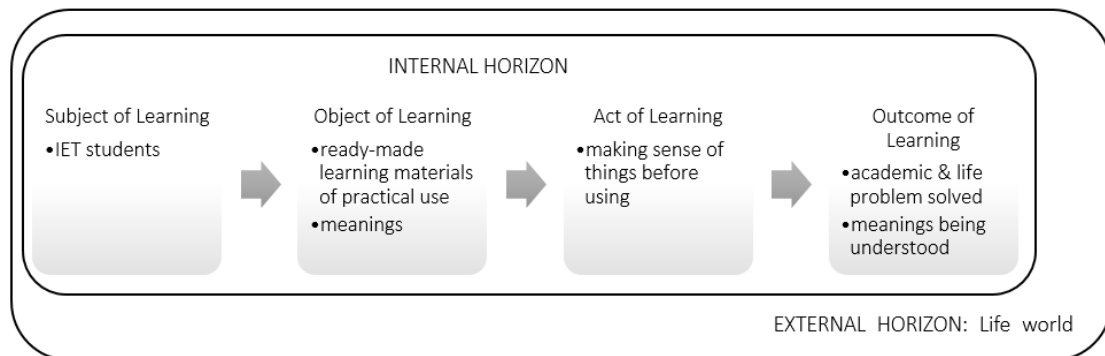 INTERNAL HORIZON
Subject of Learning
•IET students
Object of Learning
•ready-made
learning materials
of practical use
•meanings
Act of Learning
•making sense of
things before
using
Outcome of
Learning
•academic & life
problem solved
•meanings being
understood
EXTERNAL HORIZON: Life world